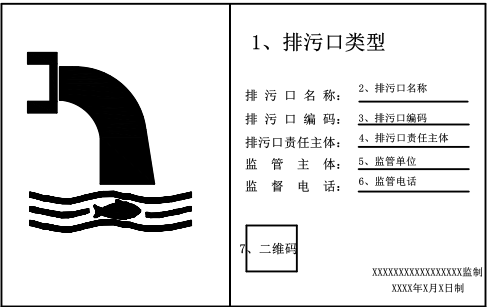 1、排污口类型
排污口名称： 2、排污口名称
排污口编码： 3、排污口编码
排污口责任主体： 4、排污口责任主体
监管主体： 5、监管单位
监督电话： 6、监管电话
7、二维码
XXXXXXXXXXXXXXXXX监制
XXXX年X月X日制